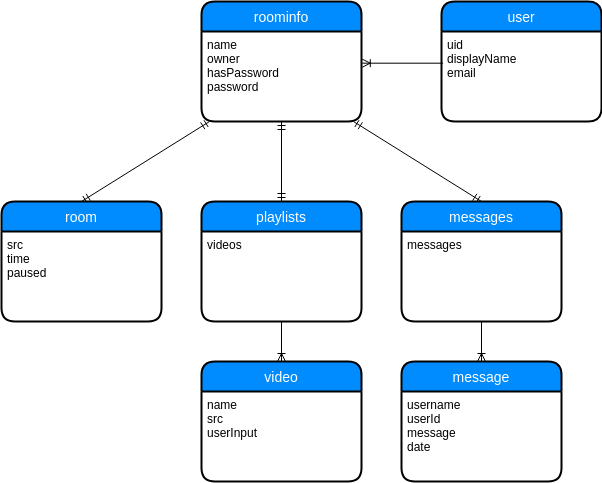 roominfo
name
owner
hasPassword
password
user
uid
displayName
email
room
src
time
paused
playlists
videos
messages
messages
video
name
src
userInput
message
username
userId
message
date